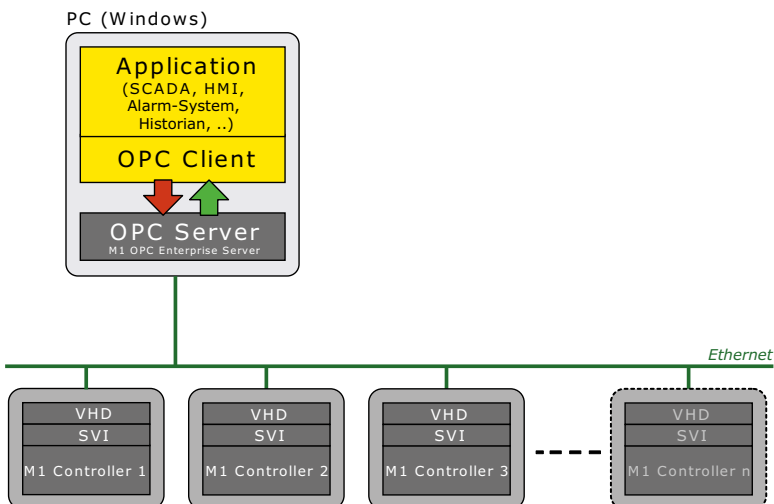 PC (Windows)
Application
(SCADA, HMI,
Alarm-System,
Historian, ..)
OPC Client
OPC Server
M1 OPC Enterprise Server
Ethernet
VHD
SVI
M1 Controller 1
VHD
SVI
M1 Controller 2
VHD
SVI
M1 Controller 3
VHD
SVI
M1 Controller n